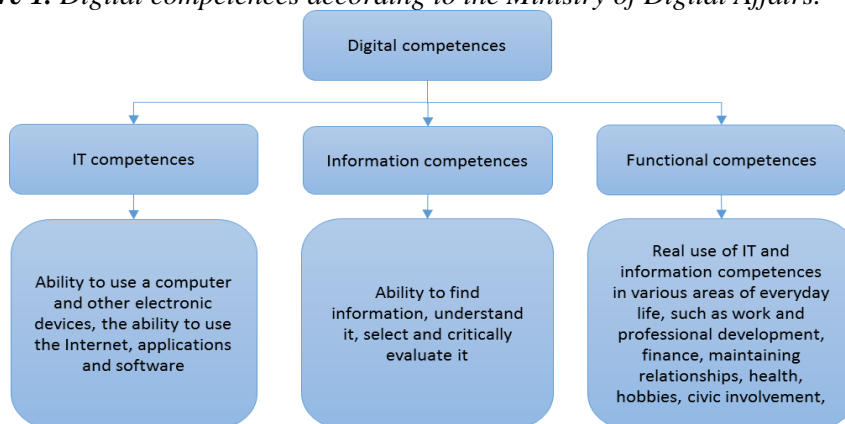 1. Digital competences according to the Ministry of Digital Affairs.
Digital competences
IT competences
Information competences
Functional competences
Ability to use a computer
and other electronic
devices, the ability to use
the Internet, applications
and software
Ability to find
information, understand
it, select and critically
evaluate it
Real use of IT and
information competences
in various areas of everyday
life, such as work and
professional development,
finance, maintaining
relationships, health,
hobbies, civic involvement,